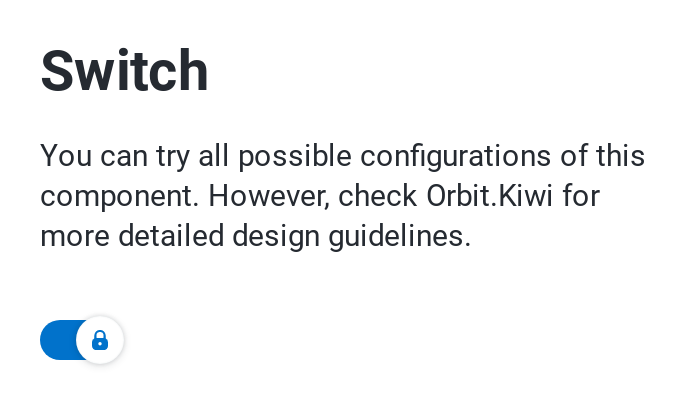 Switch
You can try all possible configurations of this
component. However, check Orbit.Kiwi for
more detailed design guidelines.